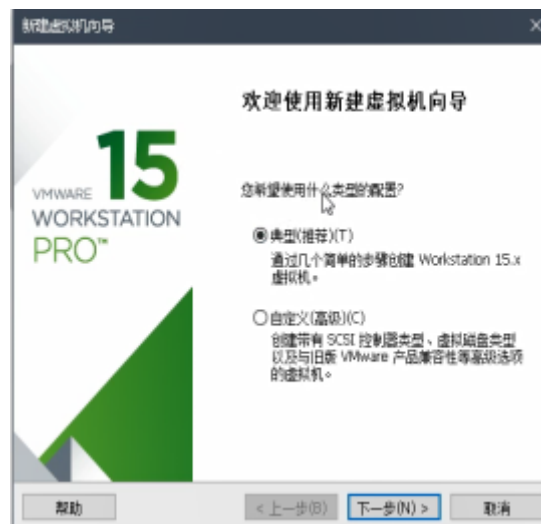 新建虚拟机向导
欢迎使用新建虚拟机向导
15
VMWARE
WORKSTATION
PRO™
您希望使用什么类型的配置?
典型(推荐)(T)
通过几个简单的步骤创建 Workstation 15.x
虚拟机。
自定义(高级)(C)
创建带有 SCSI 控制器类型、虚拟磁盘类型
以及与旧版 VMware 产品兼容性等高级选项
的虚拟机。
帮助
< 上一步(B)
下一步(N) >
取消